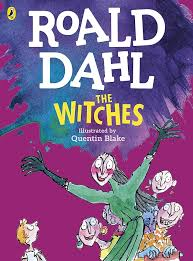 ROALD
DAHL
THE
WITCHES
Illustrated by
Quentin Blake